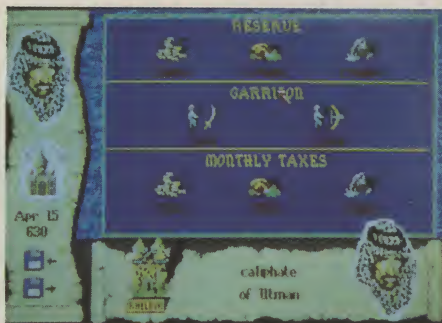 RESERVE
GARRISON
MONTHLY TAXES
Apr 15
630
caliphate
of Utman